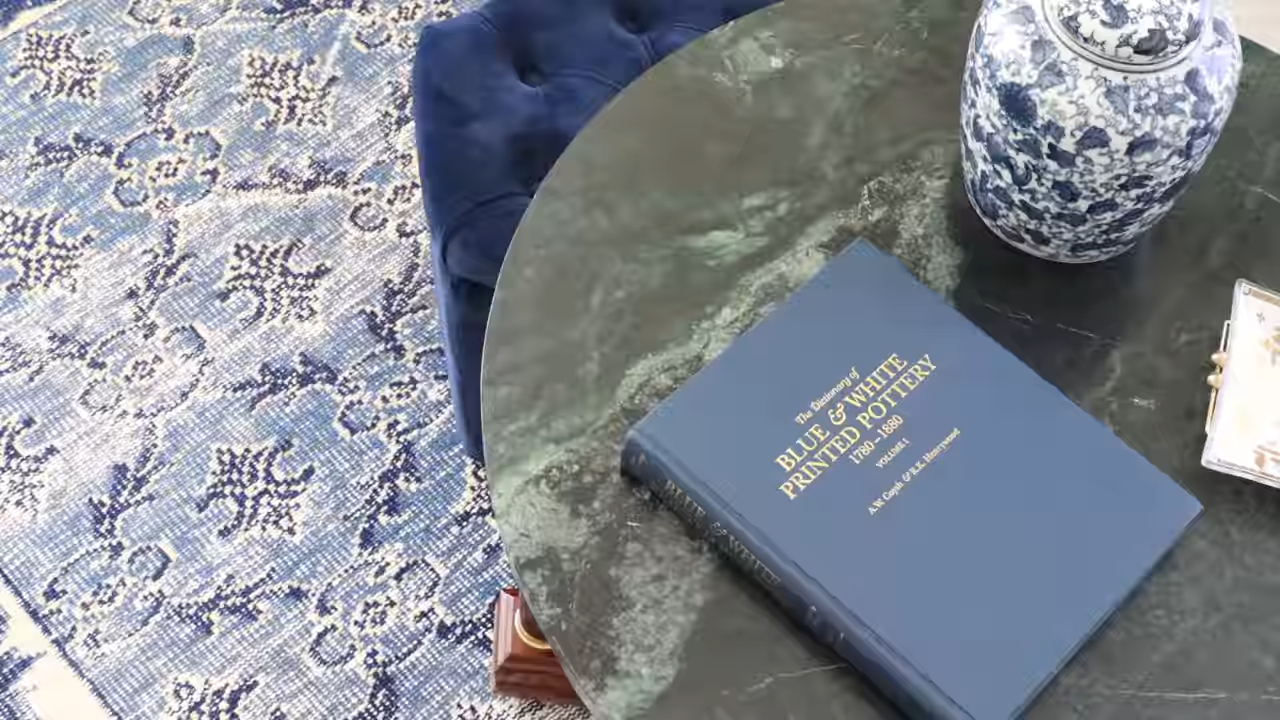 The Dictionary of
BLUE & WHITE
PRINTED POTTERY
1780-1880
VOLUME I
A.W. Coysh & R.K. Henrywood
BLUE & WHITE